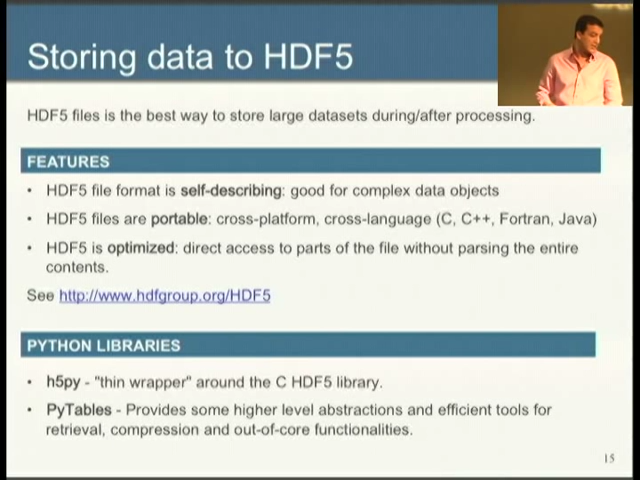 Storing data to HDF5
HDF5 files is the best way to store large datasets during/after processing.
FEATURES
• HDF5 file format is self-describing: good for complex data objects
• HDF5 files are portable: cross-platform, cross-language (C, C++, Fortran, Java)
• HDF5 is optimized: direct access to parts of the file without parsing the entire
contents.
See http://www.hdfgroup.org/HDF5
PYTHON LIBRARIES
• h5py - "thin wrapper" around the C HDF5 library.
• PyTables - Provides some higher level abstractions and efficient tools for
retrieval, compression and out-of-core functionalities.
15